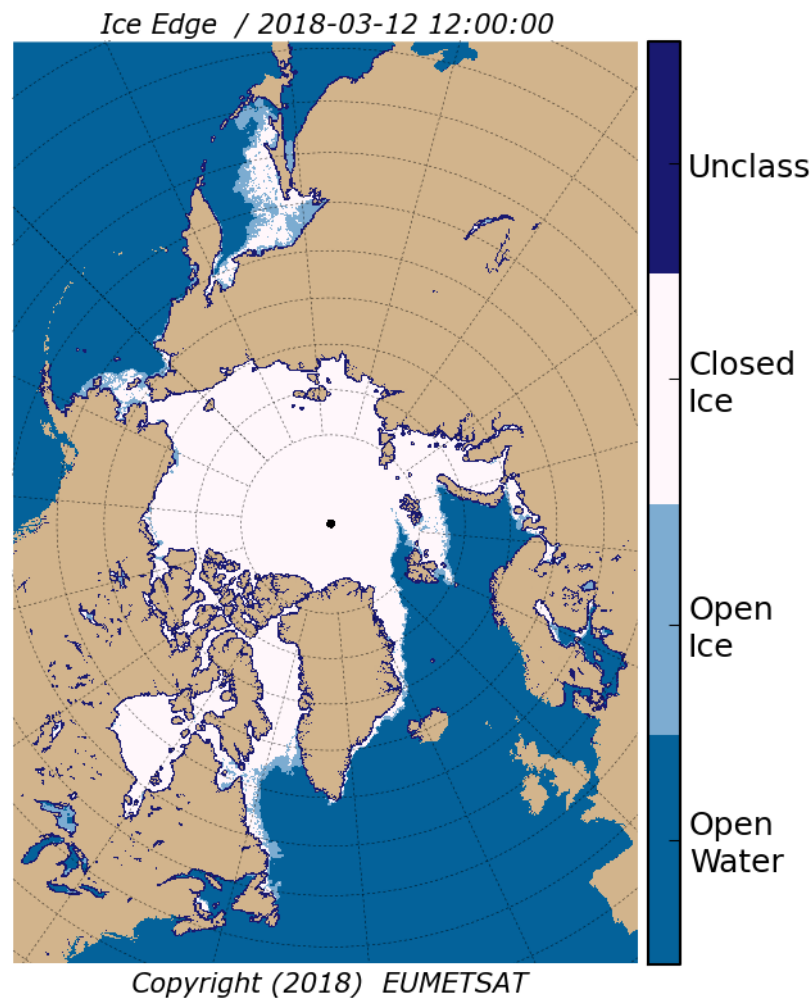 Ice Edge / 2018-03-12 12:00:00
Unclass
Closed
Ice
Open
Ice
Open
Water
Copyright (2018) EUMETSAT